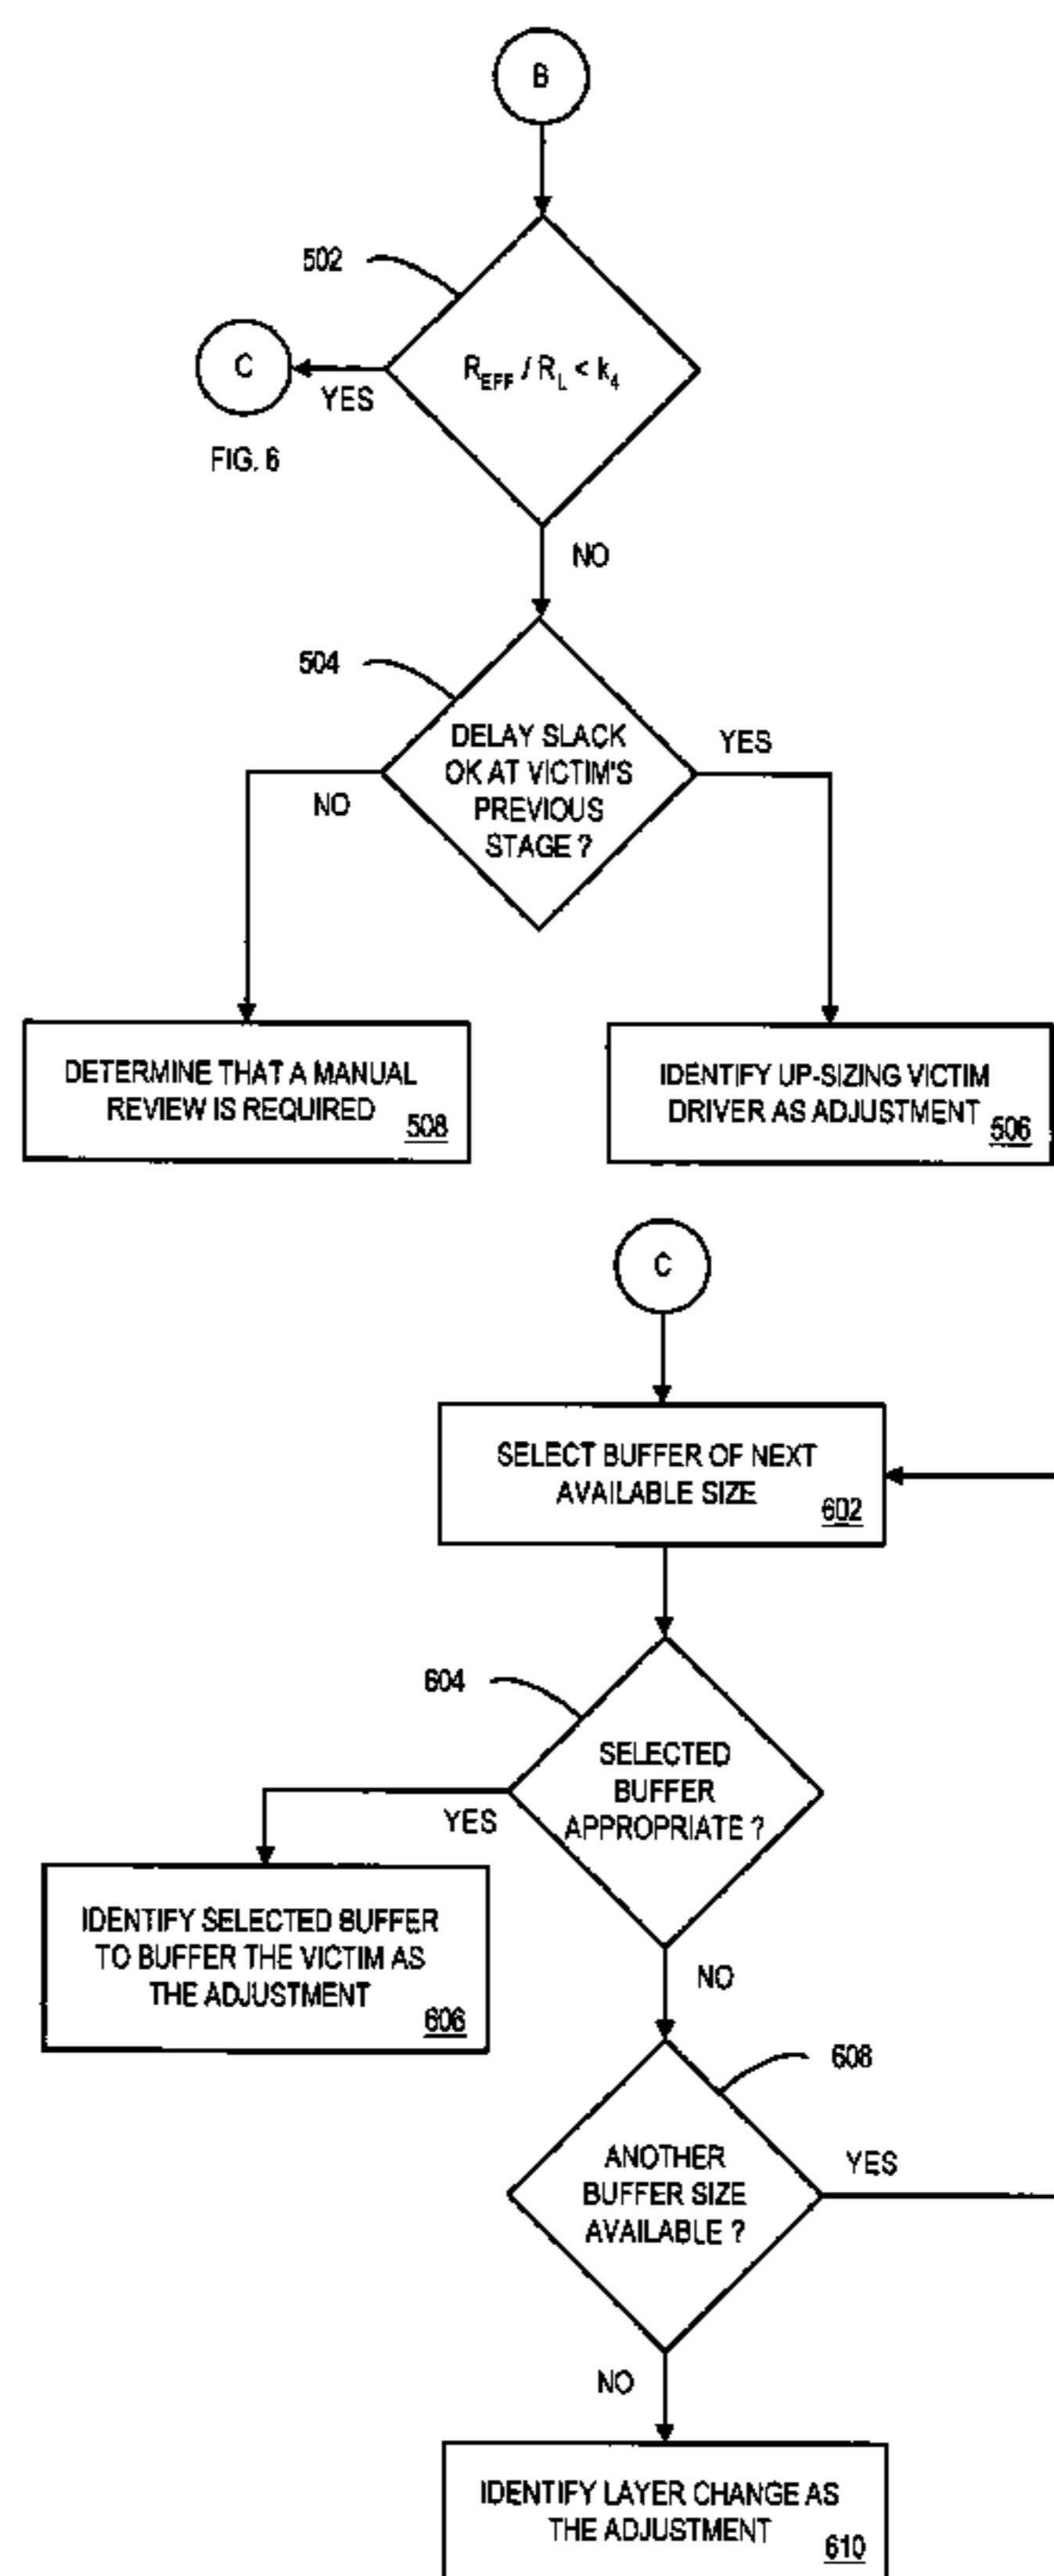 B
502
R_EFF / R_L < k_4
C
YES
FIG. 6
NO
504
DELAY SLACK
OK AT VICTIM'S
PREVIOUS
STAGE ?
YES
NO
DETERMINE THAT A MANUAL
REVIEW IS REQUIRED
508
IDENTIFY UP-SIZING VICTIM
DRIVER AS ADJUSTMENT
506
C
SELECT BUFFER OF NEXT
AVAILABLE SIZE
602
604
SELECTED
BUFFER
APPROPRIATE ?
YES
IDENTIFY SELECTED BUFFER
TO BUFFER THE VICTIM AS
THE ADJUSTMENT
606
NO
608
ANOTHER
BUFFER SIZE
AVAILABLE ?
YES
NO
IDENTIFY LAYER CHANGE AS
THE ADJUSTMENT
610